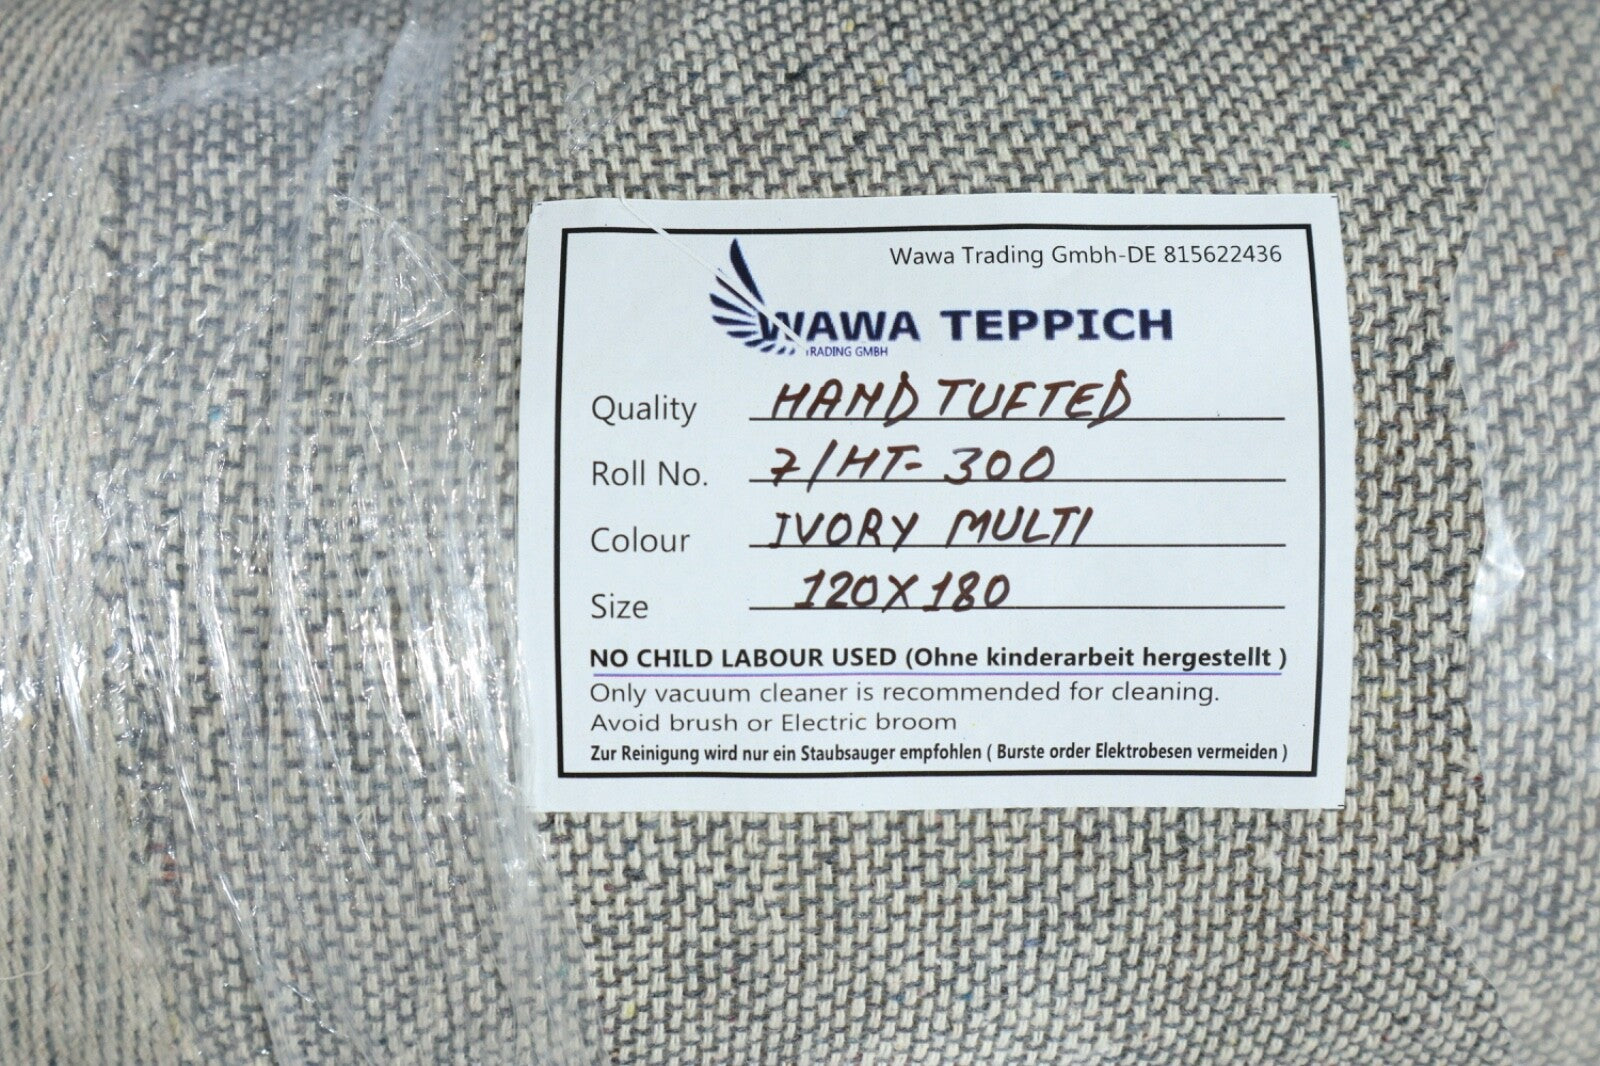 Wawa Trading Gmbh-DE 815622436
WAWA TEPPICH
TRADING GMBH
Quality HAND TUFTED
Roll No. 7/HT-300
Colour IVORY MULTI
Size 120X180
NO CHILD LABOUR USED (Ohne kinderarbeit hergestellt )
Only vacuum cleaner is recommended for cleaning.
Avoid brush or Electric broom
Zur Reinigung wird nur ein Staubsauger empfohlen ( Burste order Elektrobesen vermeiden )